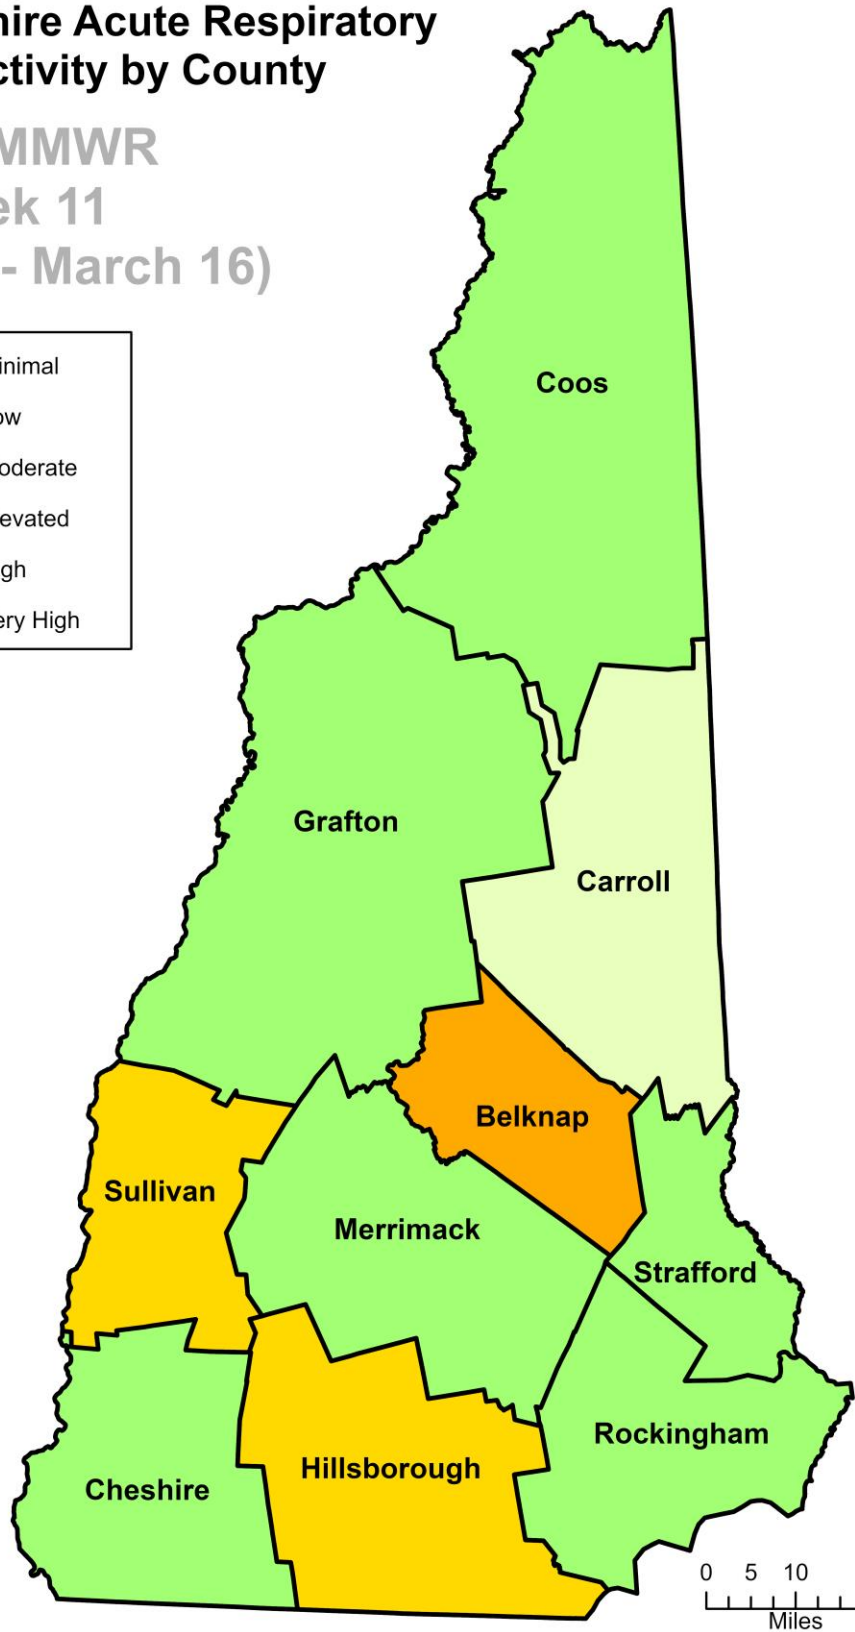 hire Acute Respiratory
ctivity by County
MMWR
ek 11
- March 16)
inimal
ow
oderate
evated
gh
ery High
Coos
Grafton
Carroll
Belknap
Sullivan
Merrimack
Strafford
Rockingham
Hillsborough
Cheshire
0 5 10
Miles